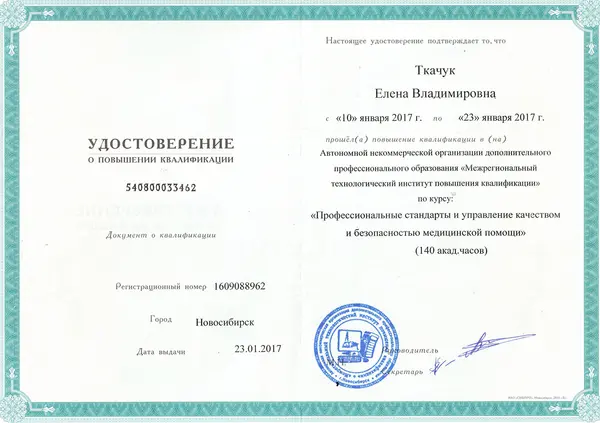 УДОСТОВЕРЕНИЕ
О ПОВЫШЕНИИ КВАЛИФИКАЦИИ
540800033462
Документ о квалификации
Регистрационный номер 1609088962
Город Новосибирск
Дата выдачи 23.01.2017
Настоящее удостоверение подтверждает то, что
Ткачук
Елена Владимировна
с «10» января 2017 г. по «23» января 2017 г.
прошёл(а) повышение квалификации в (на)
Автономной некоммерческой организации дополнительного
профессионального образования «Межрегиональный
технологический институт повышения квалификации»
по курсу:
«Профессиональные стандарты и управление качеством
и безопасностью медицинской помощи»
(140 акад.часов)
Руководитель
М.П.
Секретарь